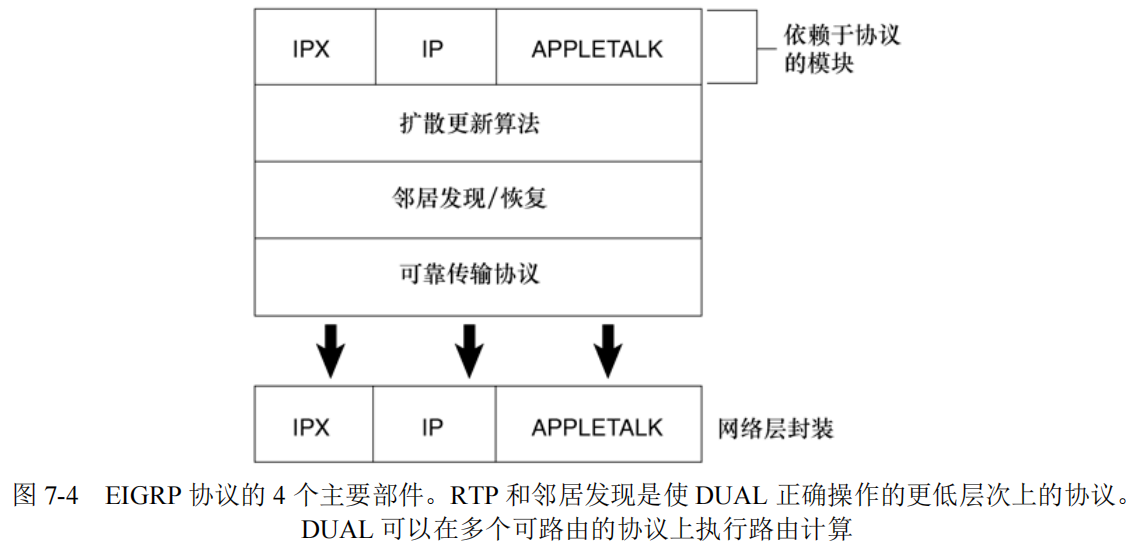 IPX IP APPLETALK 依赖于协议
的模块
扩散更新算法
邻居发现/恢复
可靠传输协议
IPX IP APPLETALK 网络层封装
图 7-4 EIGRP 协议的 4 个主要部件。RTP 和邻居发现是使 DUAL 正确操作的更低层次上的协议。
DUAL 可以在多个可路由的协议上执行路由计算